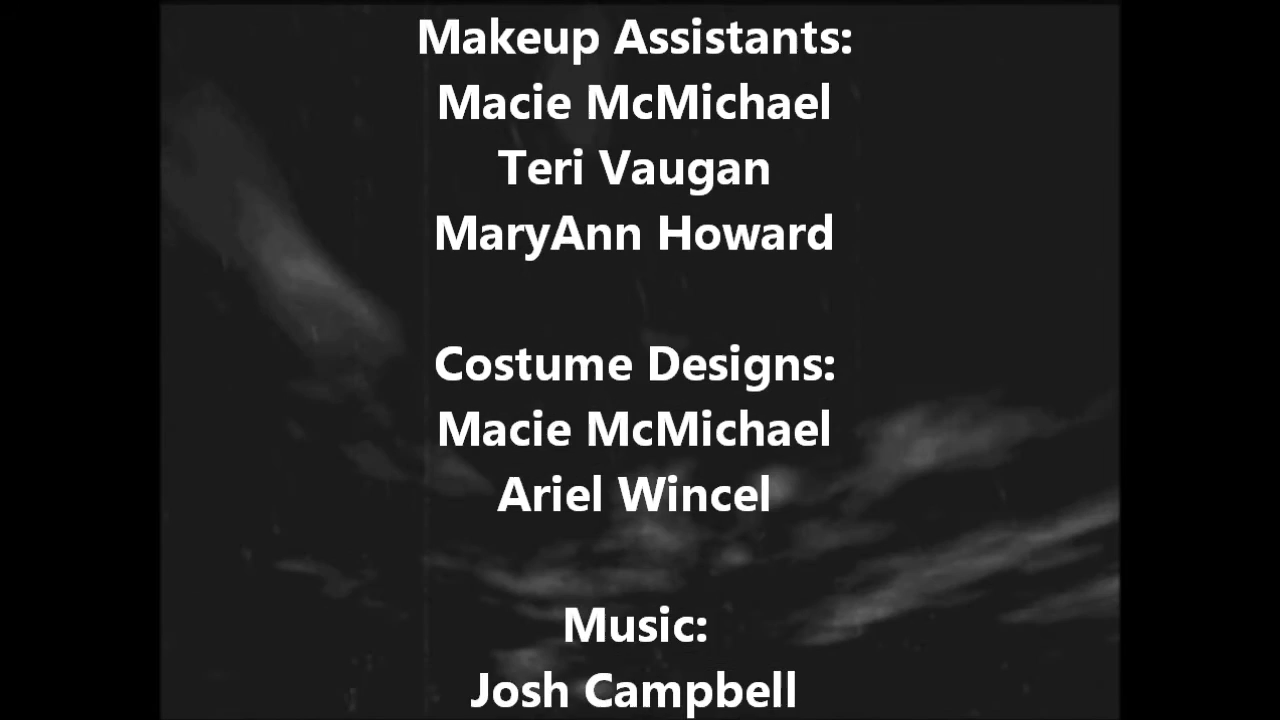 Makeup Assistants:
Macie McMichael
Teri Vaugan
MaryAnn Howard
Costume Designs:
Macie McMichael
Ariel Wincel
Music:
Josh Campbell